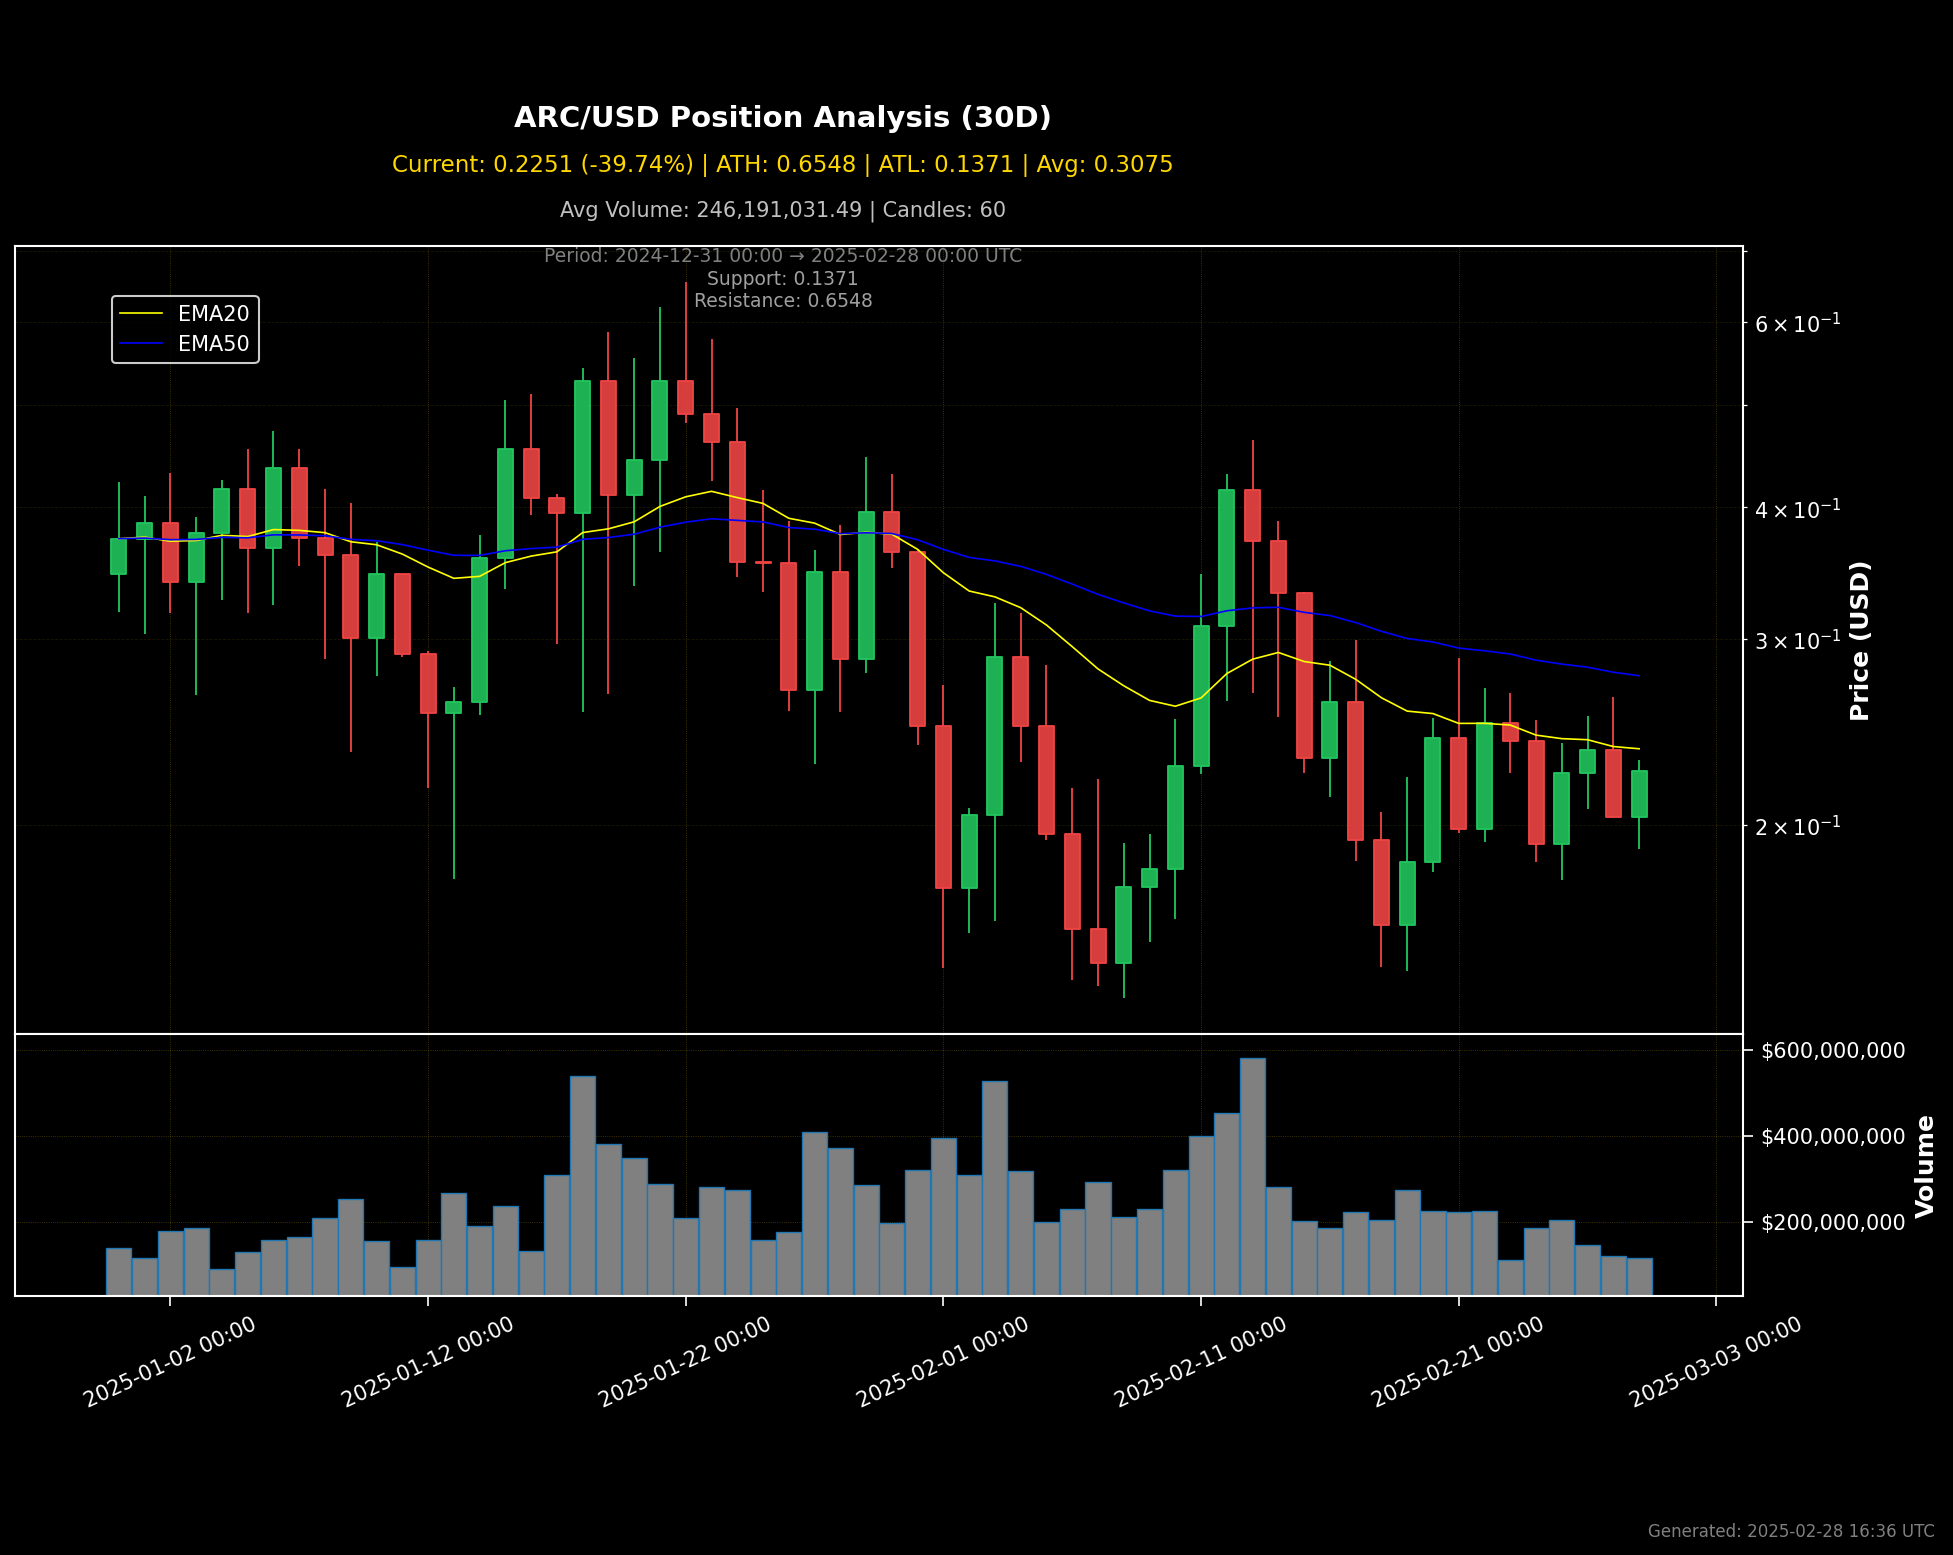 ARC/USD Position Analysis (30D)
Current: 0.2251 (-39.74%) | ATH: 0.6548 | ATL: 0.1371 | Avg: 0.3075
Avg Volume: 246,191,031.49 | Candles: 60
Period: 2024-12-31 00:00 → 2025-02-28 00:00 UTC
Support: 0.1371
Resistance: 0.6548
EMA20
EMA50
6 × 10⁻¹
4 × 10⁻¹
3 × 10⁻¹
2 × 10⁻¹
Price (USD)
$600,000,000
$400,000,000
$200,000,000
Volume
2025-01-02 00:00
2025-01-12 00:00
2025-01-22 00:00
2025-02-01 00:00
2025-02-11 00:00
2025-02-21 00:00
2025-03-03 00:00
Generated: 2025-02-28 16:36 UTC